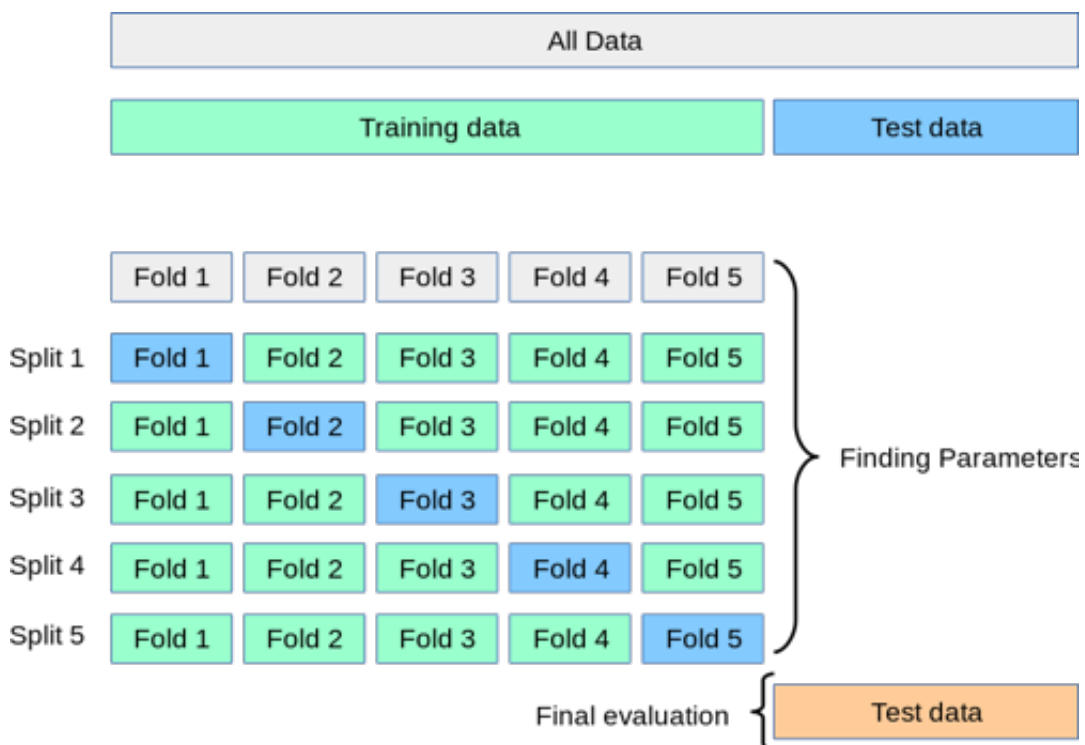 All Data
Training data Test data
Fold 1 Fold 2 Fold 3 Fold 4 Fold 5
Split 1 Fold 1 Fold 2 Fold 3 Fold 4 Fold 5
Split 2 Fold 1 Fold 2 Fold 3 Fold 4 Fold 5
Finding Parameters
Split 3 Fold 1 Fold 2 Fold 3 Fold 4 Fold 5
Split 4 Fold 1 Fold 2 Fold 3 Fold 4 Fold 5
Split 5 Fold 1 Fold 2 Fold 3 Fold 4 Fold 5
Final evaluation Test data